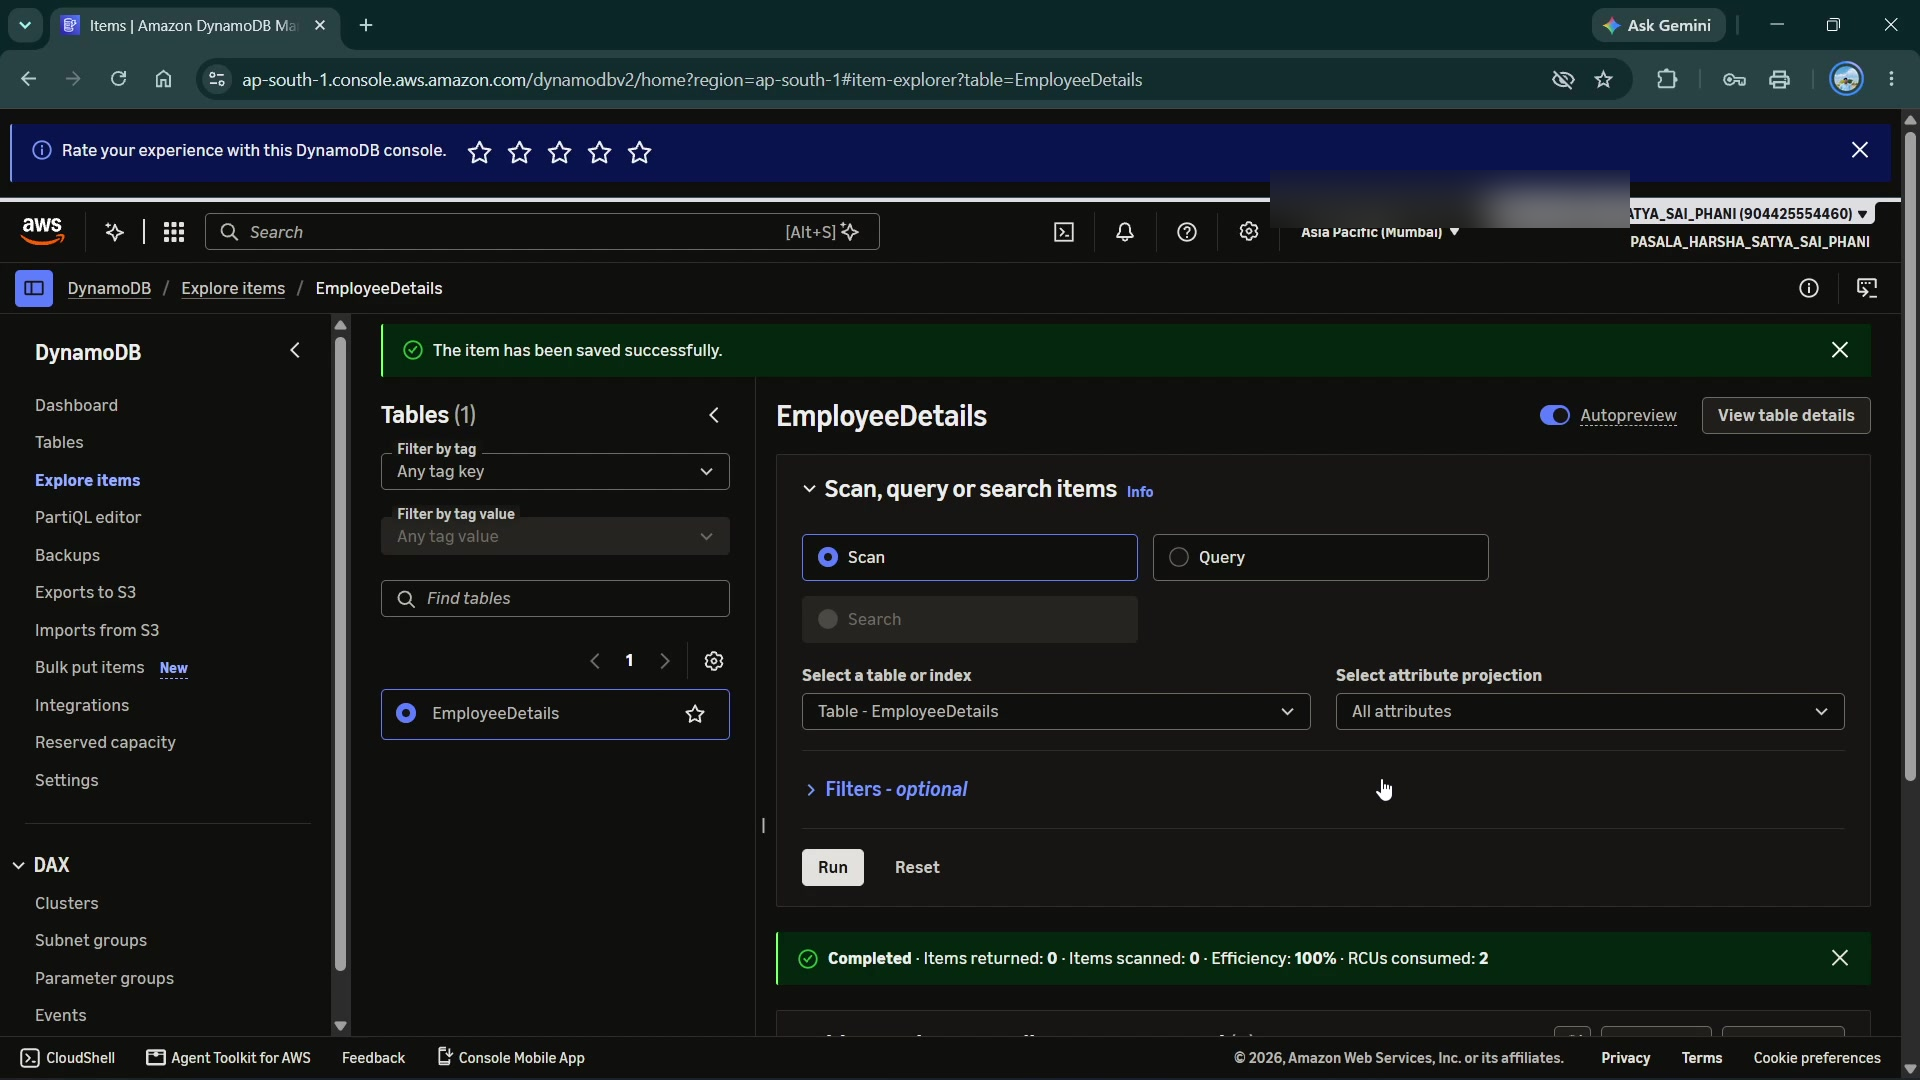 Items | Amazon DynamoDB Ma
Ask Gemini
ap-south-1.console.aws.amazon.com/dynamodbv2/home?region=ap-south-1#item-explorer?table=EmployeeDetails
Rate your experience with this DynamoDB console.
aws
Search
[Alt+S]
Asia Pacific (Mumbai)
ATYA_SAI_PHANI (904425554460)
PASALA_HARSHA_SATYA_SAI_PHANI
DynamoDB / Explore items / EmployeeDetails
DynamoDB
Dashboard
Tables
Explore items
PartiQL editor
Backups
Exports to S3
Imports from S3
Bulk put items New
Integrations
Reserved capacity
Settings
DAX
Clusters
Subnet groups
Parameter groups
Events
The item has been saved successfully.
Tables (1)
Filter by tag
Any tag key
Filter by tag value
Any tag value
Find tables
1
EmployeeDetails
EmployeeDetails
Autopreview
View table details
Scan, query or search items Info
Scan
Query
Search
Select a table or index
Table - EmployeeDetails
Select attribute projection
All attributes
Filters - optional
Run
Reset
Completed · Items returned: 0 · Items scanned: 0 · Efficiency: 100% · RCUs consumed: 2
CloudShell
Agent Toolkit for AWS
Feedback
Console Mobile App
© 2026, Amazon Web Services, Inc. or its affiliates.
Privacy
Terms
Cookie preferences